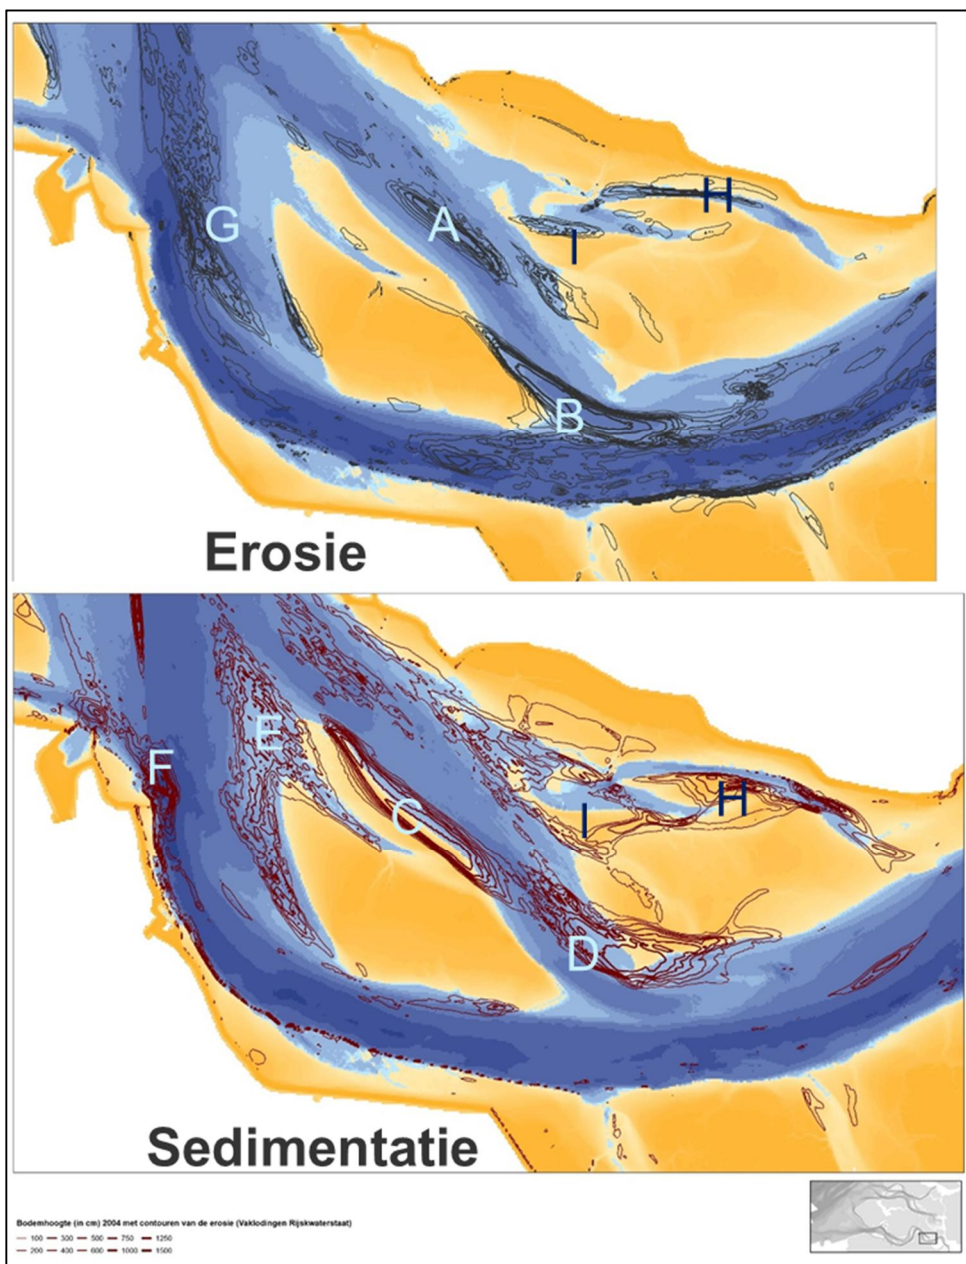 G
A
H
I
B
Erosie
E
F
C
I
H
D
Sedimentatie
Bodemhoogte (in cm) 2004 met contouren van de erosie (Vaklodingen Rijskwaterstaat)
100 300 500 750 1250
200 400 600 1000 1500